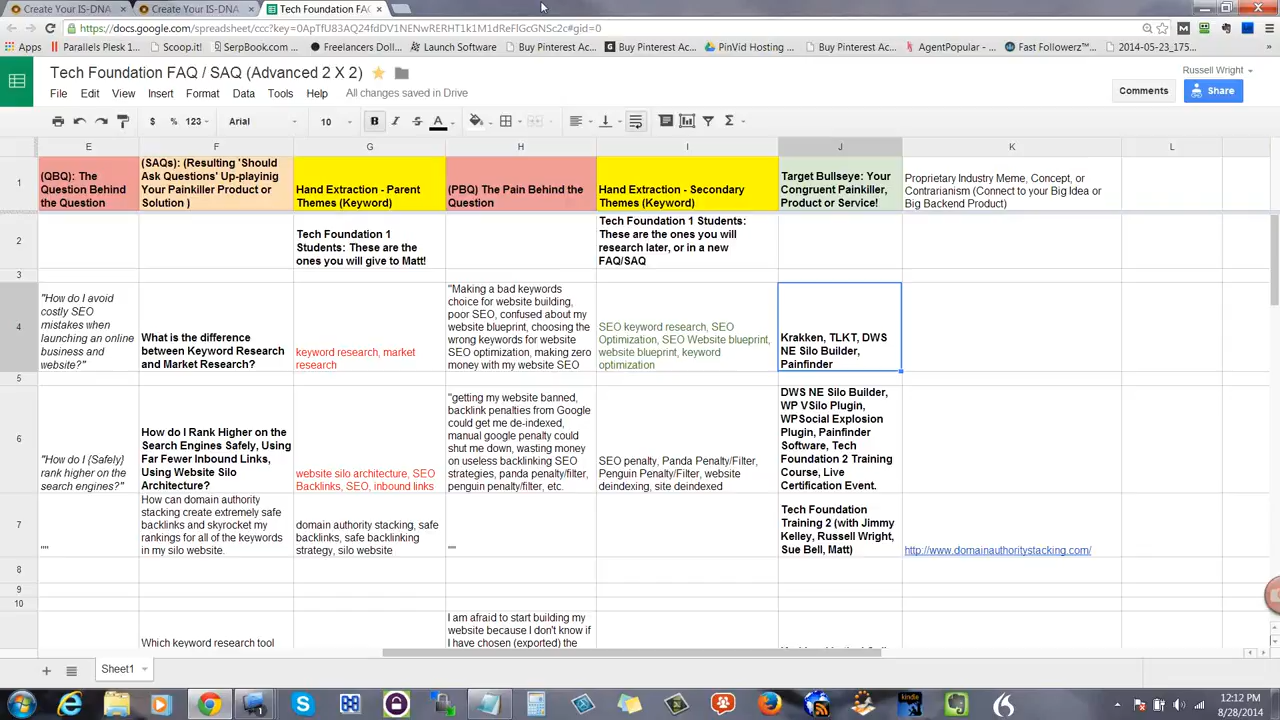 Create Your IS-DNA
Create Your IS-DNA
Tech Foundation FA
https://docs.google.com/spreadsheet/ccc?key=0ApTfU83AQ24fdDV1NENwRERHT1k1M1dReFlGcGNSc2c#gid=0
Apps
Parallels Plesk 1
Scoop.it!
SerpBook.com
Freelancers Doll...
Launch Software
Buy Pinterest Ac...
Buy Pinterest Ac...
PinVid Hosting ...
Buy Pinterest Ac...
AgentPopular - ...
Fast Followerz™...
2014-05-23_175...
Tech Foundation FAQ / SAQ (Advanced 2 X 2)
Russell Wright
File Edit View Insert Format Data Tools Help All changes saved in Drive
Comments
Share
$ % 123 Arial 10 B I S A Σ
E F G H I J K L
1
(QBQ): The
Question Behind
the Question
(SAQs): (Resulting 'Should
Ask Questions' Up-playing
Your Painkiller Product or
Solution )
Hand Extraction - Parent
Themes (Keyword)
(PBQ) The Pain Behind the
Question
Hand Extraction - Secondary
Themes (Keyword)
Target Bullseye: Your
Congruent Painkiller,
Product or Service!
Proprietary Industry Meme, Concept, or
Contrarianism (Connect to your Big Idea or
Big Backend Product)
2
Tech Foundation 1
Students: These are the
ones you will give to Matt!
Tech Foundation 1 Students:
These are the ones you will
research later, or in a new
FAQ/SAQ
3
4
"How do I avoid
costly SEO
mistakes when
launching an online
business and
website?"
What is the difference
between Keyword Research
and Market Research?
keyword research, market
research
"Making a bad keywords
choice for website building,
poor SEO, confused about my
website blueprint, choosing the
wrong keywords for website
SEO optimization, making zero
money with my website SEO
SEO keyword research, SEO
Optimization, SEO Website blueprint,
website blueprint, keyword
optimization
Krakken, TLKT, DWS
NE Silo Builder,
Painfinder
5
6
"How do I {Safely}
rank higher on the
search engines?"
How do I Rank Higher on the
Search Engines Safely, Using
Far Fewer Inbound Links,
Using Website Silo
Architecture?
website silo architecture, SEO
Backlinks, SEO, inbound links
"getting my website banned,
backlink penalties from Google
could get me de-indexed,
manual google penalty could
shut me down, wasting money
on useless backlinking SEO
strategies, panda penalty/filter,
penguin penalty/filter, etc.
SEO penalty, Panda Penalty/Filter,
Penguin Penalty/Filter, website
deindexing, site deindexed
DWS NE Silo Builder,
WP VSilo Plugin,
WPSocial Explosion
Plugin, Painfinder
Software, Tech
Foundation 2 Training
Course, Live
Certification Event.
7
""
How can domain authority
stacking create extremely safe
backlinks and skyrocket my
rankings for all of the keywords
in my silo website.
domain authority stacking, safe
backlinks, safe backlinking
strategy, silo website
""
Tech Foundation
Training 2 (with Jimmy
Kelley, Russell Wright,
Sue Bell, Matt)
http://www.domainauthoritystacking.com/
8
9
10
Which keyword research tool
I am afraid to start building my
website because I don't know if
I have chosen (exported) the
Sheet1
kindle
12:12 PM
8/28/2014